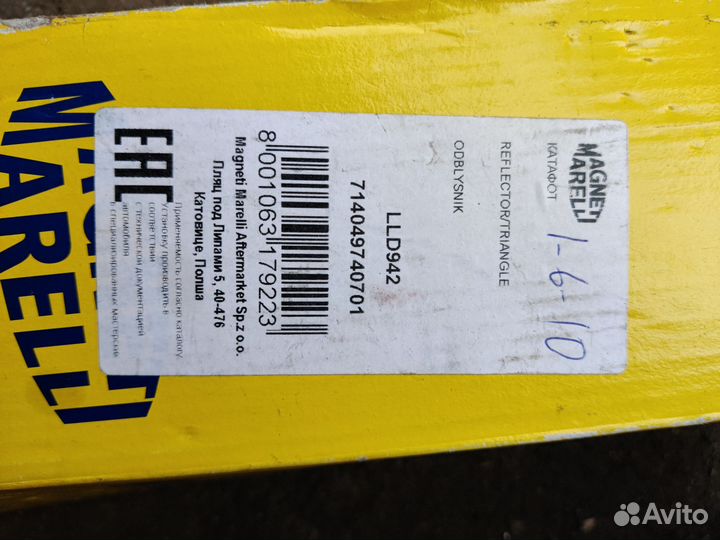 MAGNETI
MARELLI
MAGNETI
MARELLI
КАТАФОТ
1-6-10
REFLECTOR/TRIANGLE
ODBLYSNIK
LLD942
714049740701
8 001063 179223
Magneti Marelli Aftermarket Sp.z o.o.
Пляц под Липами 5, 40-476
Катовице, Полша
EAC
Применяемость согласно каталогу.
Установку производить в
соответствии
с технической документацией
автомобиля
в специализированных мастерских
Avito